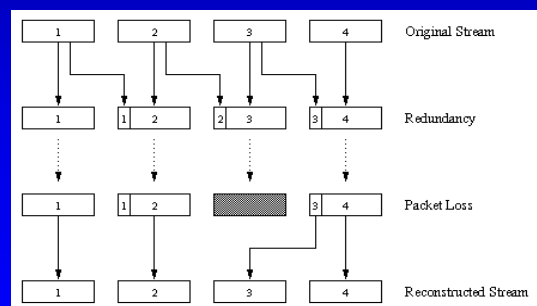 1 2 3 4 Original Stream
1 1 2 2 3 3 4 Redundancy
1 1 2 3 4 Packet Loss
1 2 3 4 Reconstructed Stream